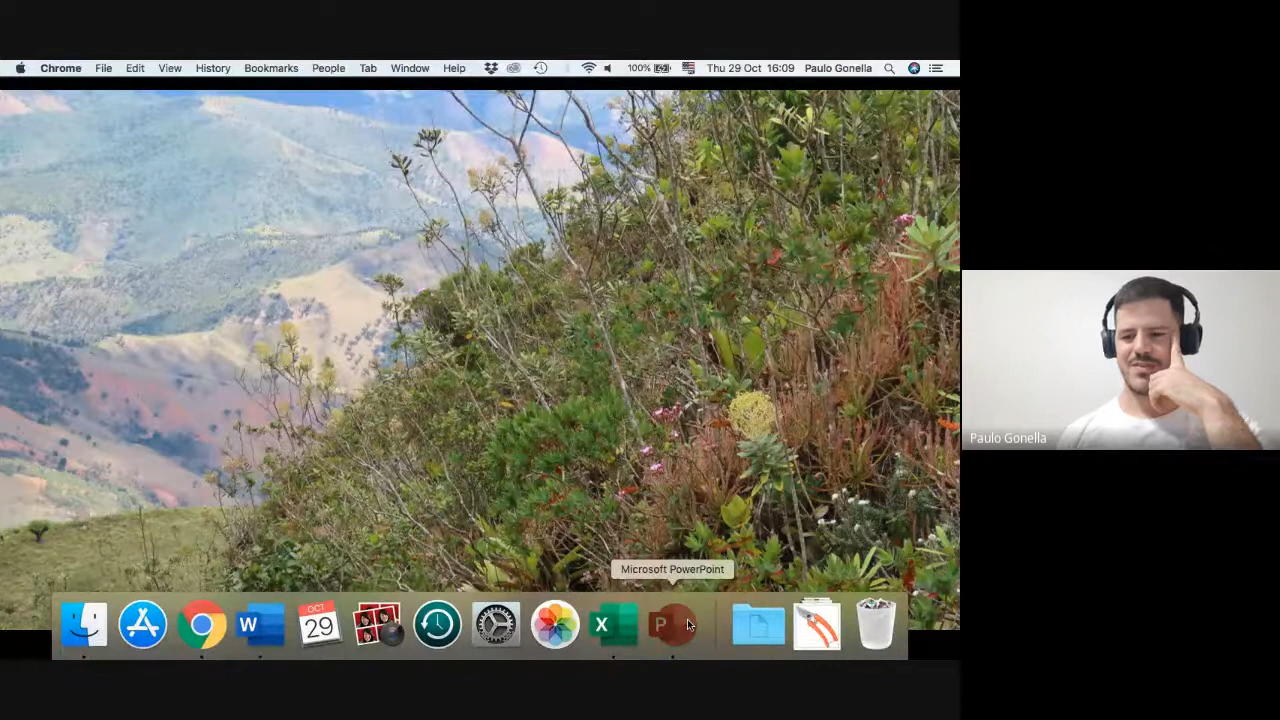 Chrome File Edit View History Bookmarks People Tab Window Help 100% Thu 29 Oct 16:09 Paulo Gonella
Paulo Gonella
Microsoft PowerPoint
W
OCT
29
X
P